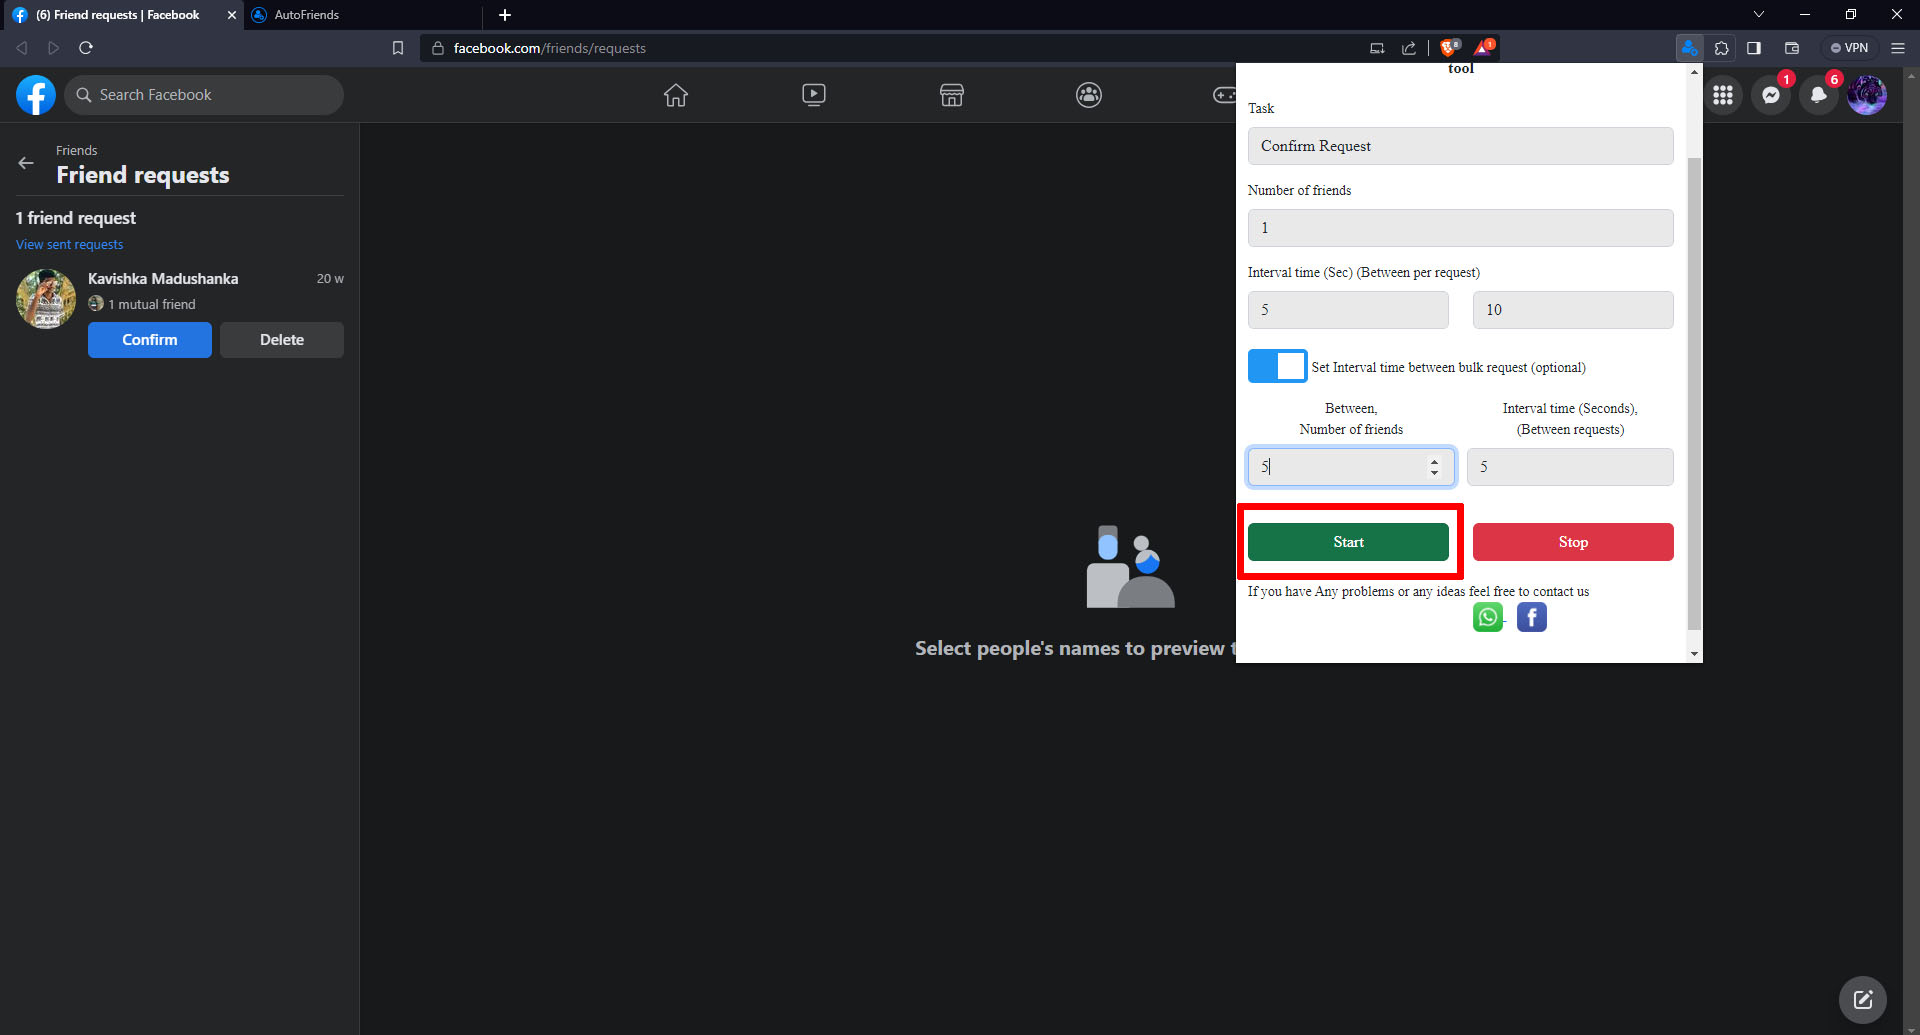 (6) Friend requests | Facebook
AutoFriends
facebook.com/friends/requests
8
1
VPN
tool
Search Facebook
1
6
Friends
Friend requests
1 friend request
View sent requests
Kavishka Madushanka
20 w
1 mutual friend
Confirm
Delete
Select people's names to preview t
Task
Confirm Request
Number of friends
1
Interval time (Sec) (Between per request)
5
10
Set Interval time between bulk request (optional)
Between,
Number of friends
Interval time (Seconds),
(Between requests)
5
5
Start
Stop
If you have Any problems or any ideas feel free to contact us